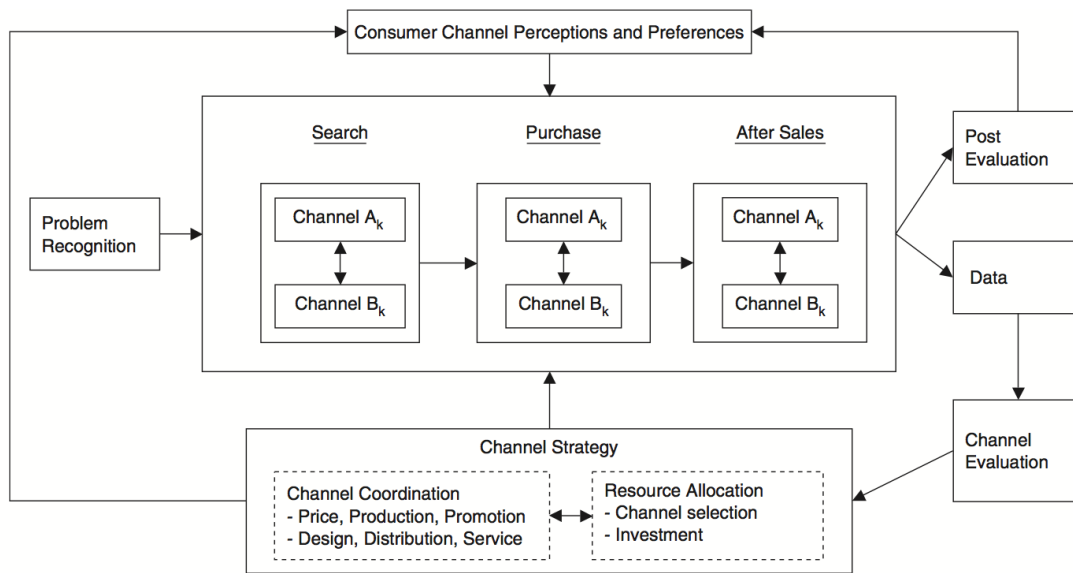 Consumer Channel Perceptions and Preferences
Search
Purchase
After Sales
Post
Evaluation
Problem
Recognition
Channel Aₖ
Channel Aₖ
Channel Aₖ
Data
Channel Bₖ
Channel Bₖ
Channel Bₖ
Channel Strategy
Channel
Evaluation
Channel Coordination
- Price, Production, Promotion
- Design, Distribution, Service
Resource Allocation
- Channel selection
- Investment